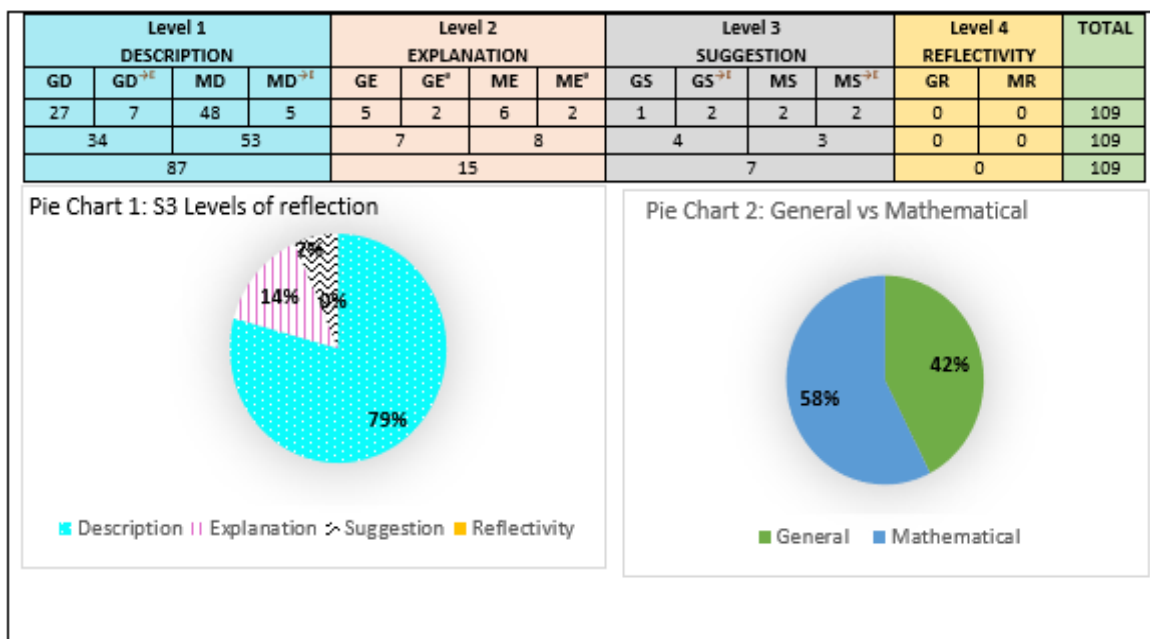 Level 1 Level 2 Level 3 Level 4 TOTAL
DESCRIPTION EXPLANATION SUGGESTION REFLECTIVITY
GD GD→E MD MD→E GE GE# ME ME# GS GS→E MS MS→E GR MR
27 7 48 5 5 2 6 2 1 2 2 2 0 0 109
34 53 7 8 4 3 0 0 109
87 15 7 0 109
Pie Chart 1: S3 Levels of reflection
7%
14%
0%
79%
Description Explanation Suggestion Reflectivity
Pie Chart 2: General vs Mathematical
42%
58%
General Mathematical